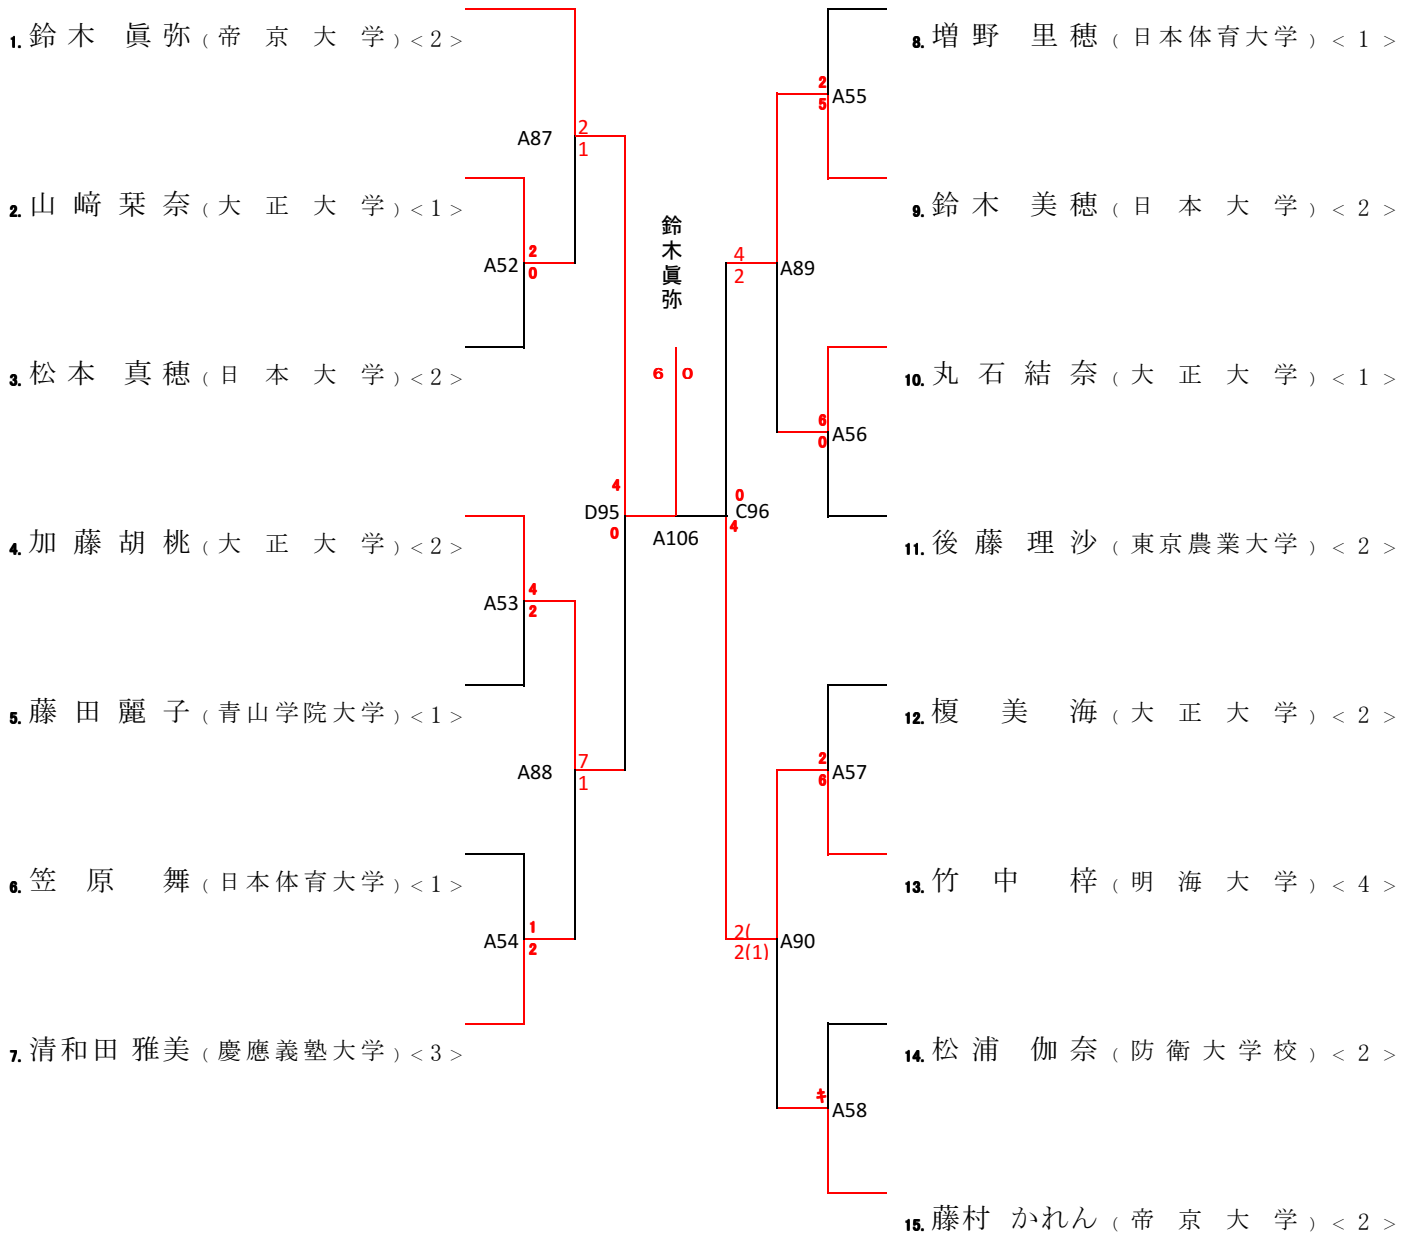 1. 鈴木 眞弥 (帝京大学) <2>
A87
2
1
2. 山﨑栞奈 (大正大学) <1>
A52
2
0
3. 松本 真穂 (日本大学) <2>
4. 加藤胡桃 (大正大学) <2>
A53
4
2
5. 藤田麗子 (青山学院大学) <1>
A88
7
1
6. 笠原 舞 (日本体育大学) <1>
A54
1
2
7. 清和田 雅美 (慶應義塾大学) <3>
D95
4
0
鈴木眞弥
6 0
A106
0
4
C96
4
2
A89
2(
2(1)
A90
8. 増野 里穂 (日本体育大学) <1>
2
5
A55
9. 鈴木 美穂 (日本大学) <2>
10. 丸石結奈 (大正大学) <1>
6
0
A56
11. 後藤 理沙 (東京農業大学) <2>
12. 榎 美海 (大正大学) <2>
2
6
A57
13. 竹中 梓 (明海大学) <4>
14. 松浦 伽奈 (防衛大学校) <2>
キ
A58
15. 藤村 かれん (帝京大学) <2>